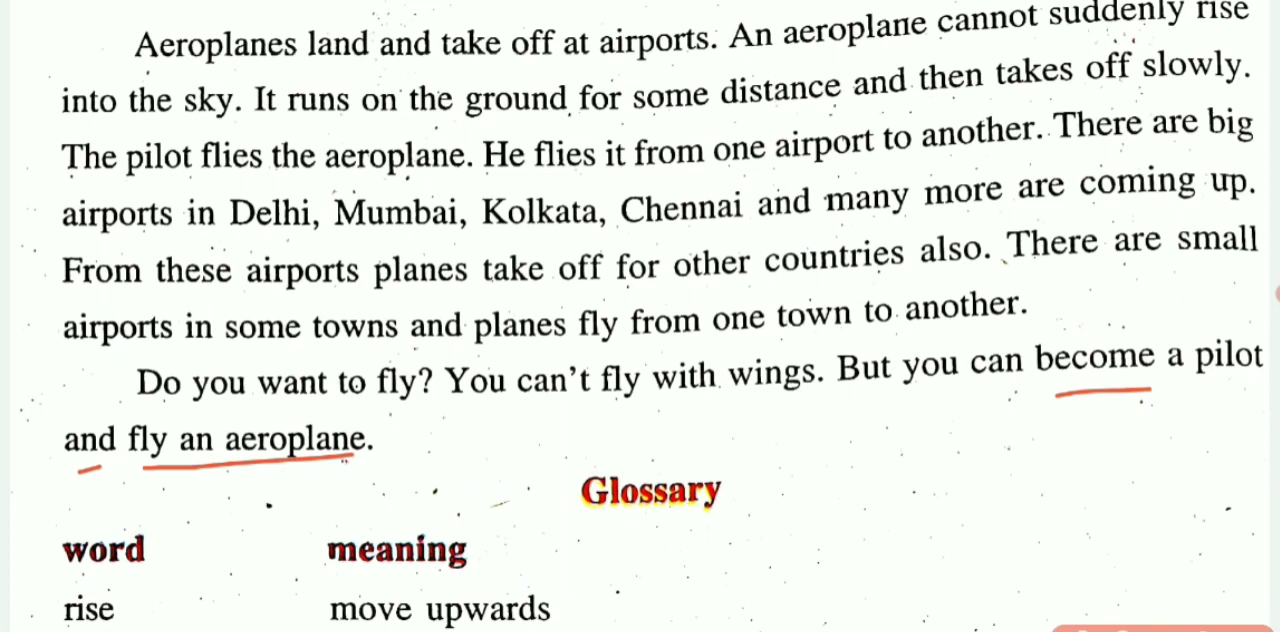 Aeroplanes land and take off at airports. An aeroplane cannot suddenly rise
into the sky. It runs on the ground for some distance and then takes off slowly.
The pilot flies the aeroplane. He flies it from one airport to another. There are big
airports in Delhi, Mumbai, Kolkata, Chennai and many more are coming up.
From these airports planes take off for other countries also. There are small
airports in some towns and planes fly from one town to another.
Do you want to fly? You can't fly with wings. But you can become a pilot
and fly an aeroplane.
Glossary
word meaning
rise move upwards